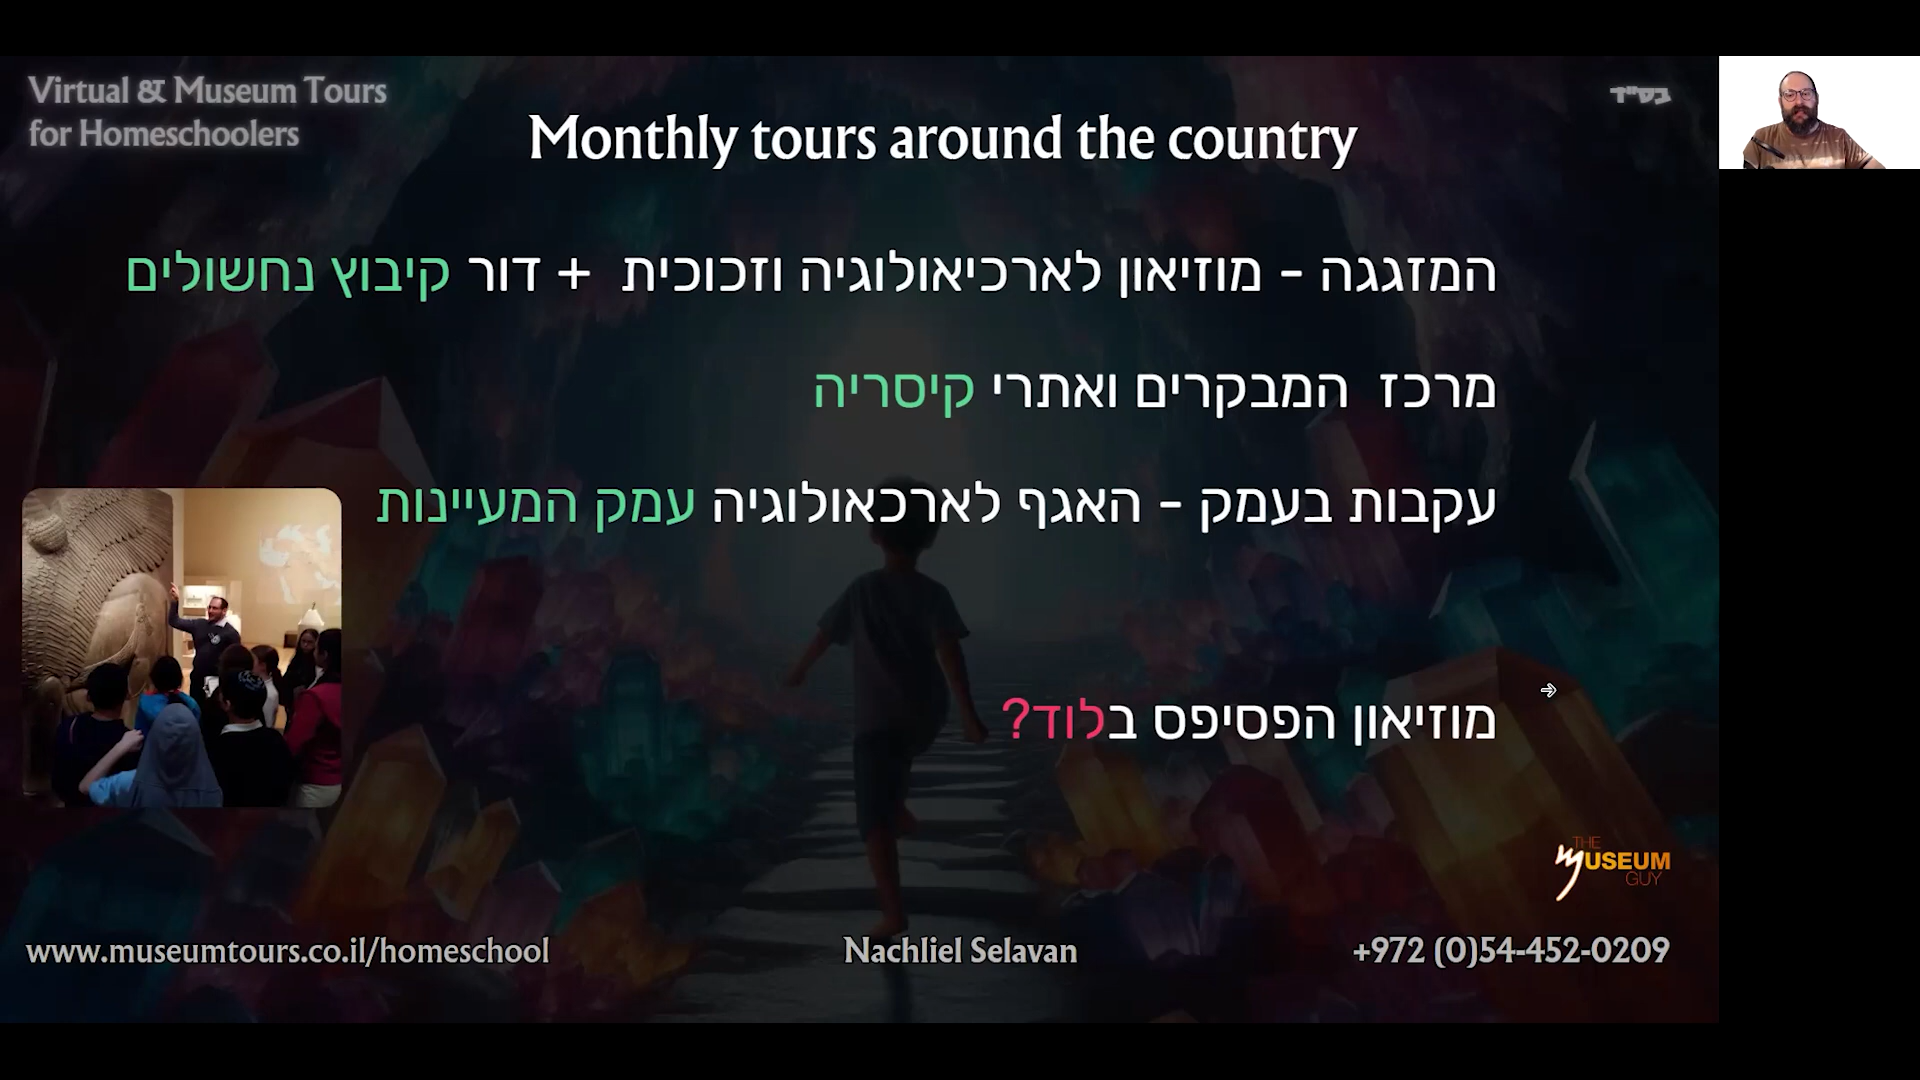 Virtual & Museum Tours
for Homeschoolers
בס"ד
Monthly tours around the country
המזגגה - מוזיאון לארכיאולוגיה וזכוכית + דור קיבוץ נחשולים
מרכז המבקרים ואתרי קיסריה
עקבות בעמק - האגף לארכאולוגיה עמק המעיינות
מוזיאון הפסיפס בלוד?
THE
MUSEUM
GUY
www.museumtours.co.il/homeschool
Nachliel Selavan
+972 (0)54-452-0209